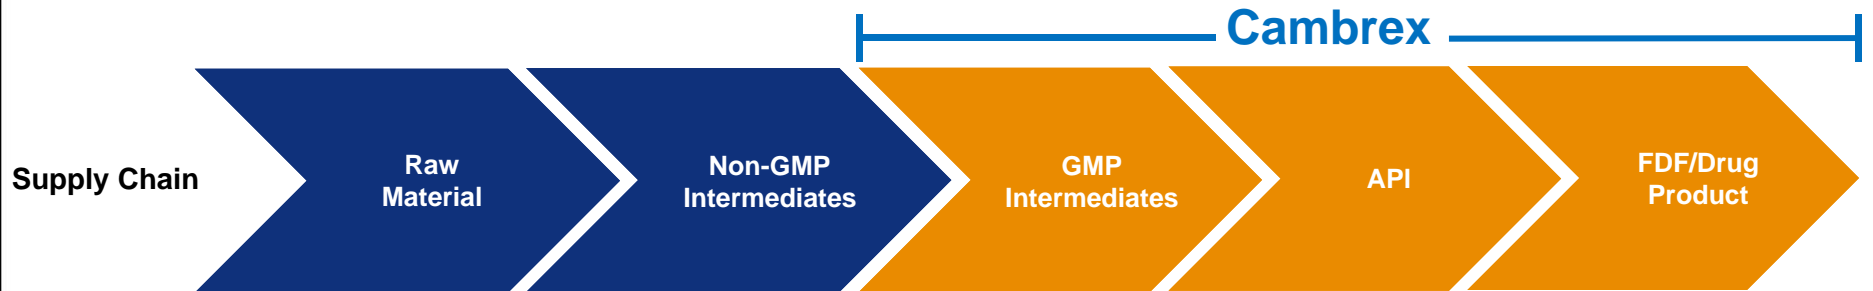 Cambrex
Supply Chain
Raw
Material
Non-GMP
Intermediates
GMP
Intermediates
API
FDF/Drug
Product